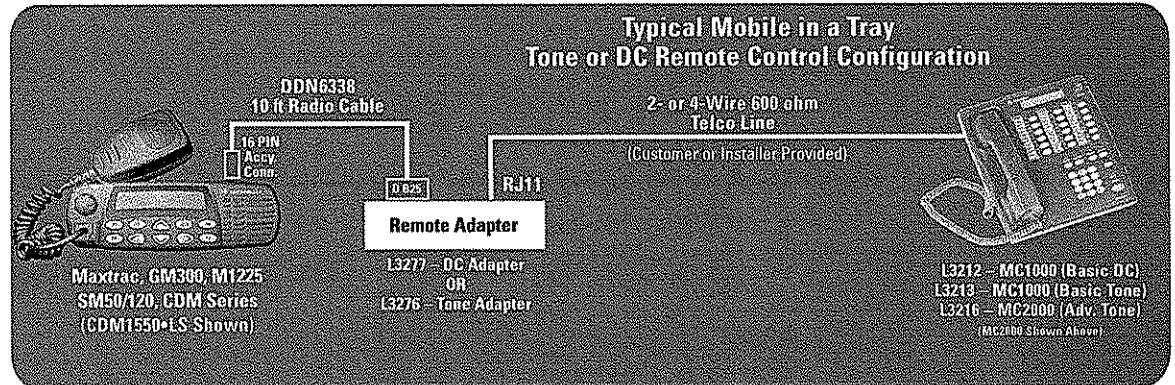 Typical Mobile in a Tray
Tone or DC Remote Control Configuration
DDN6338
10 ft Radio Cable
16 PIN
Accy.
Conn.
2- or 4-Wire 600 ohm
Telco Line
(Customer or Installer Provided)
DB25
RJ11
Remote Adapter
L3277 – DC Adapter
OR
L3276 – Tone Adapter
Maxtrac, GM300, M1225
SM50/120, CDM Series
(CDM1550•LS Shown)
L3212 – MC1000 (Basic DC)
L3213 – MC1000 (Basic Tone)
L3216 – MC2000 (Adv. Tone)
(MC2000 Shown Above)